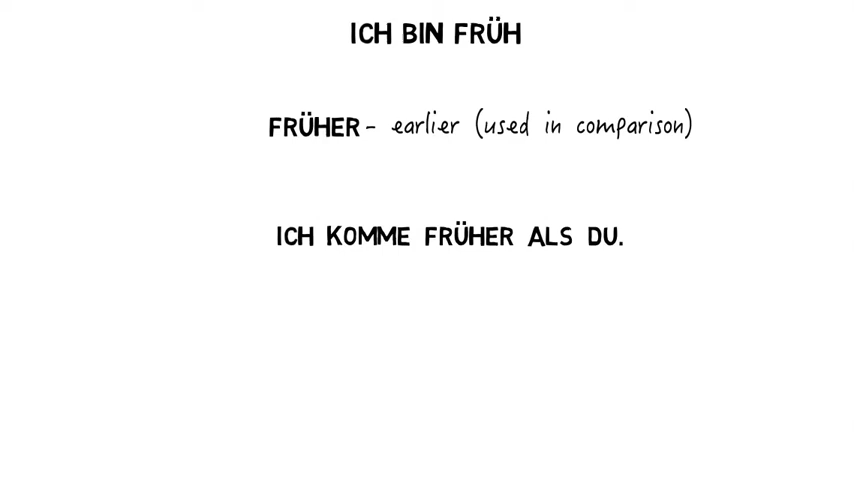 ICH BIN FRÜH
FRÜHER - earlier (used in comparison)
ICH KOMME FRÜHER ALS DU.